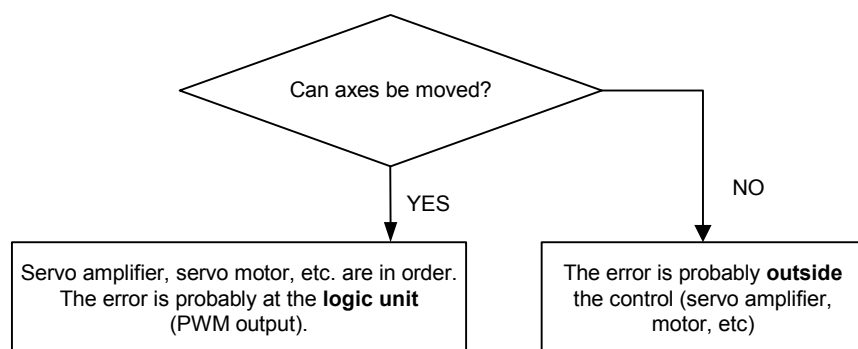 Can axes be moved?
YES
NO
Servo amplifier, servo motor, etc. are in order.
The error is probably at the logic unit
(PWM output).
The error is probably outside
the control (servo amplifier,
motor, etc)